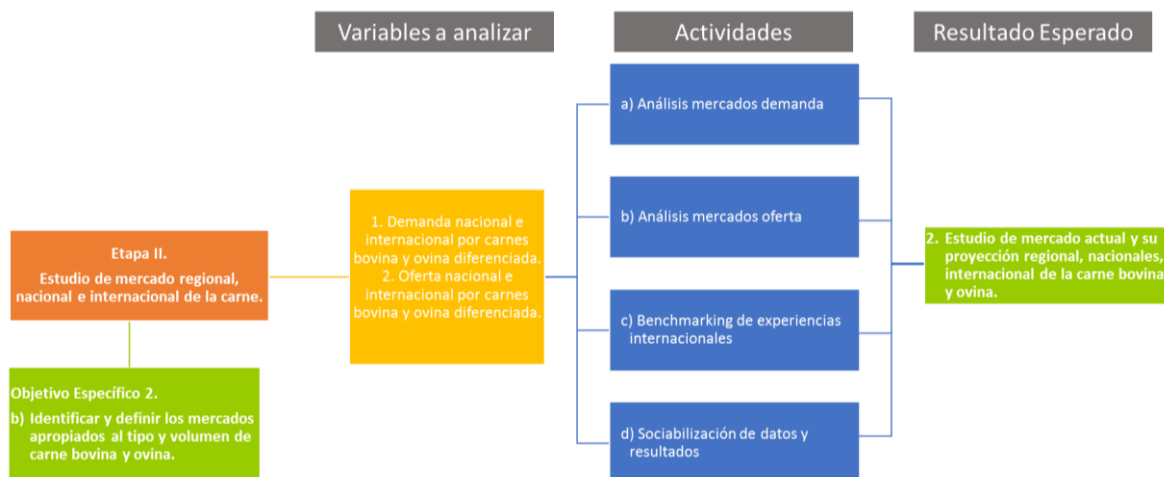 Variables a analizar
Actividades
Resultado Esperado
Etapa II.
Estudio de mercado regional,
nacional e internacional de la carne.
Objetivo Específico 2.
b) Identificar y definir los mercados
apropiados al tipo y volumen de
carne bovina y ovina.
1. Demanda nacional e
internacional por carnes
bovina y ovina diferenciada.
2. Oferta nacional e
internacional por carnes
bovina y ovina diferenciada.
a) Análisis mercados demanda
b) Análisis mercados oferta
c) Benchmarking de experiencias
internacionales
d) Sociabilización de datos y
resultados
2. Estudio de mercado actual y su
proyección regional, nacionales,
internacional de la carne bovina
y ovina.